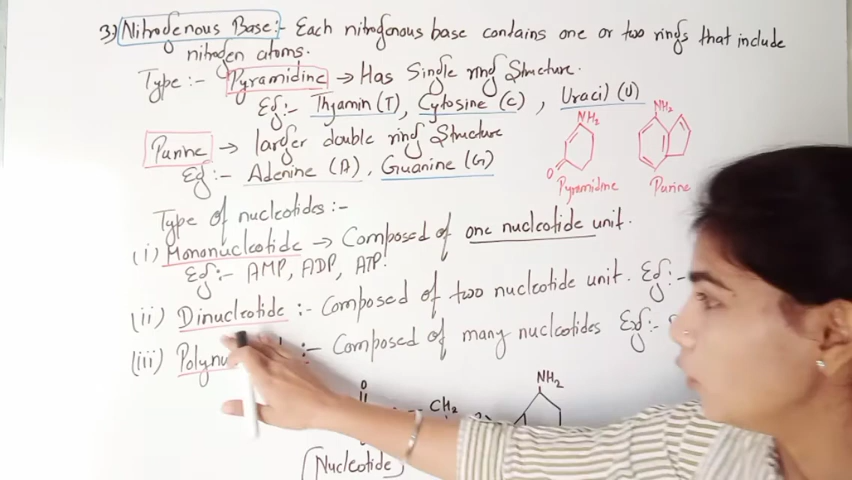 3) Nitrogenous Base:- Each nitrogonous base contains one or two rings that include
nitrogen atoms.
Type:- Pyramidine → Has Single ring Structure.
Eg:- Thyamin (T), Cytosine (C), Uracil (U)
Purine → larger double ring Structure
Eg:- Adenine (A), Guanine (G)
NH2
O
Pyramidine
NH2
Purine
Type of nucleotides:-
(i) Mononucleotide → Composed of one nucleotide unit.
Eg:- AMP, ADP, ATP.
(ii) Dinucleotide :- Composed of two nucleotide unit. Eg:-
(iii) :- Composed of many nucleotides Eg:-
O
CH2
NH2
Nucleotide